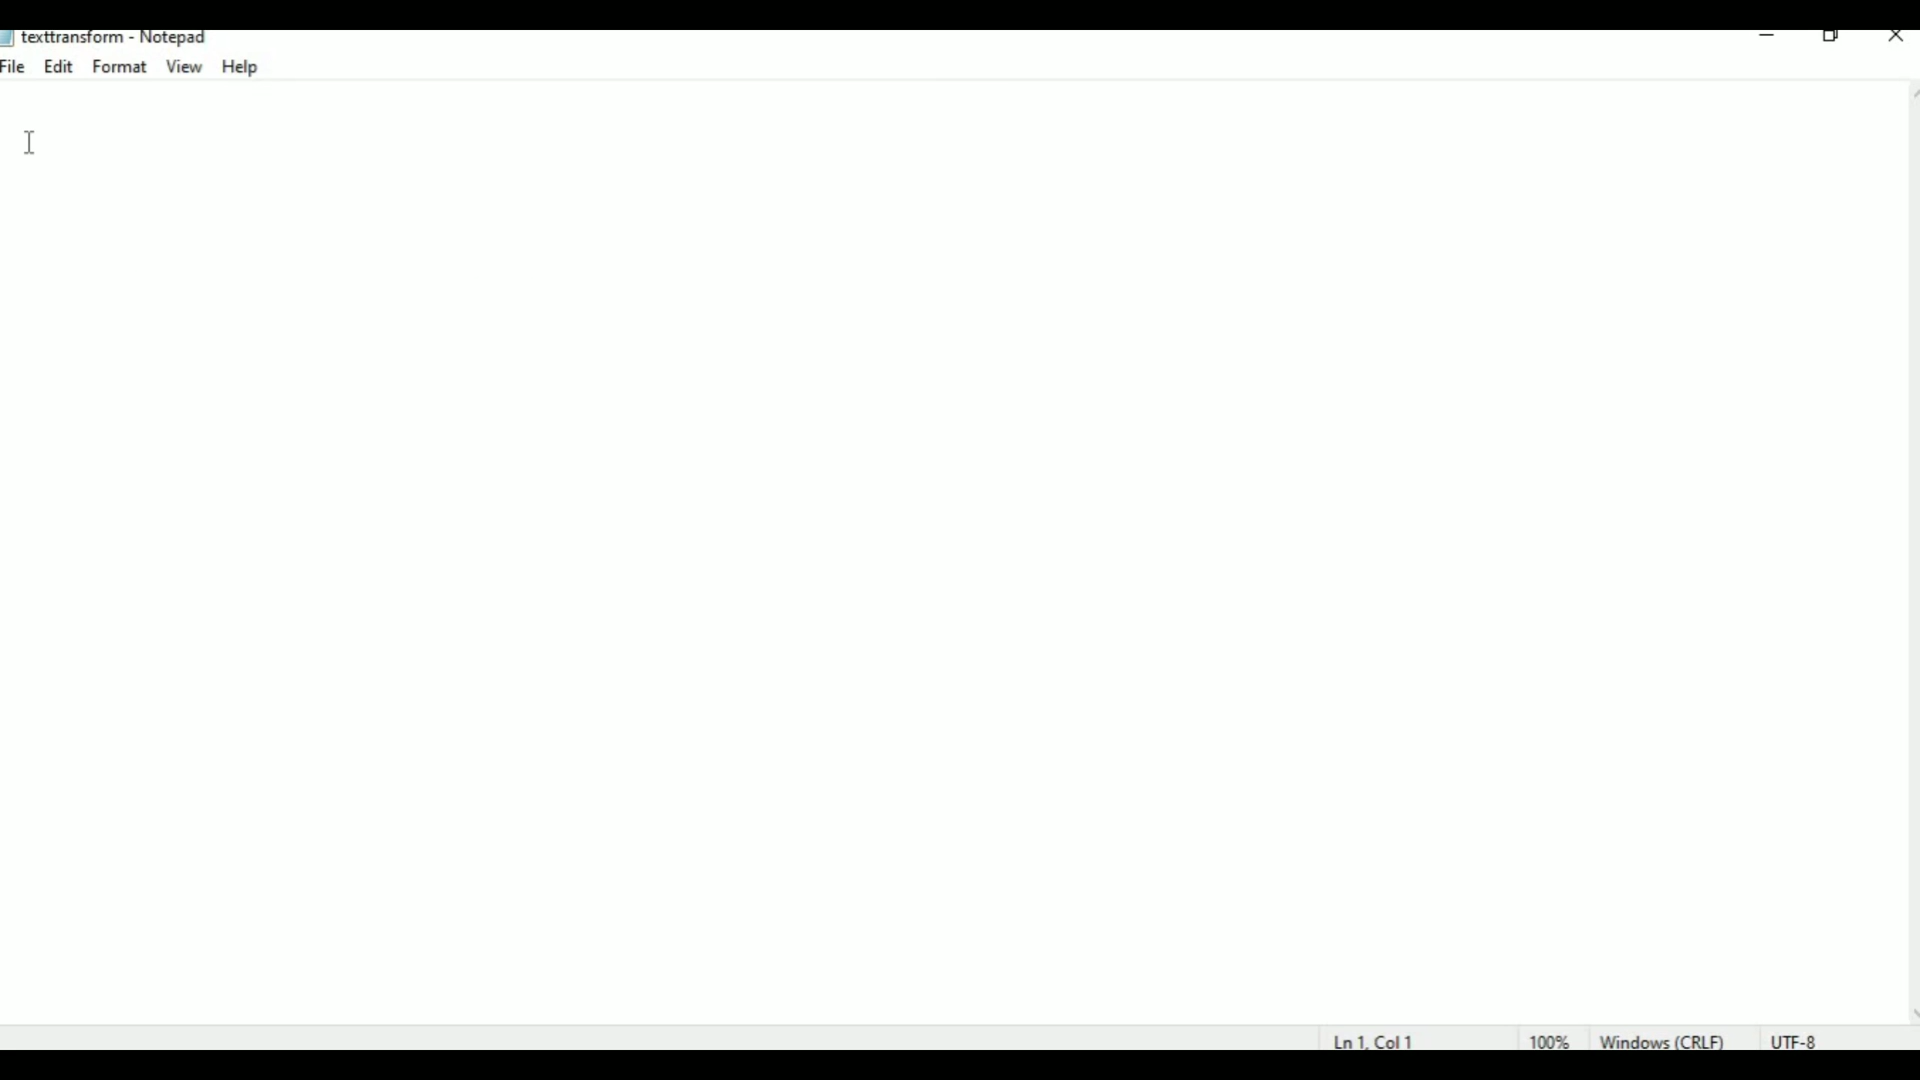 texttransform - Notepad
File Edit Format View Help
Ln 1, Col 1 100% Windows (CRLF) UTF-8